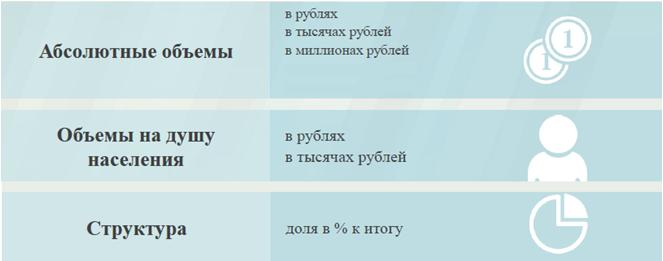 Абсолютные объемы
в рублях
в тысячах рублей
в миллионах рублей
1
1
Объемы на душу
населения
в рублях
в тысячах рублей
Структура
доля в % к итогу